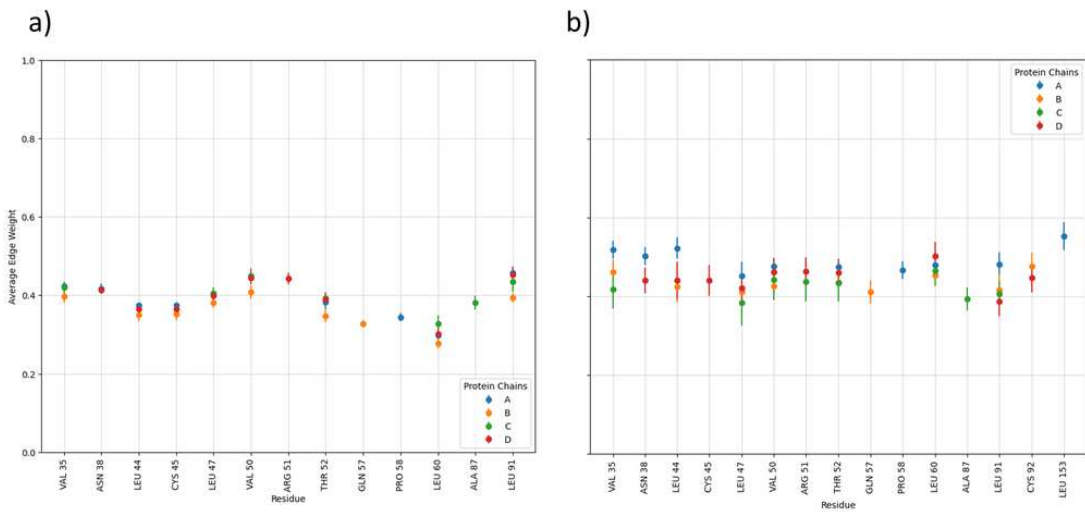 a)
b)
1.0
0.8
0.6
0.4
0.2
0.0
Average Edge Weight
VAL 35
ASN 38
LEU 44
CYS 45
LEU 47
VAL 50
ARG 51
THR 52
GLN 57
PRO 58
LEU 60
ALA 87
LEU 91
Residue
Protein Chains
A
B
C
D
Protein Chains
A
B
C
D
VAL 35
ASN 38
LEU 44
CYS 45
LEU 47
VAL 50
ARG 51
THR 52
GLN 57
PRO 58
LEU 60
ALA 87
LEU 91
CYS 92
LEU 153
Residue